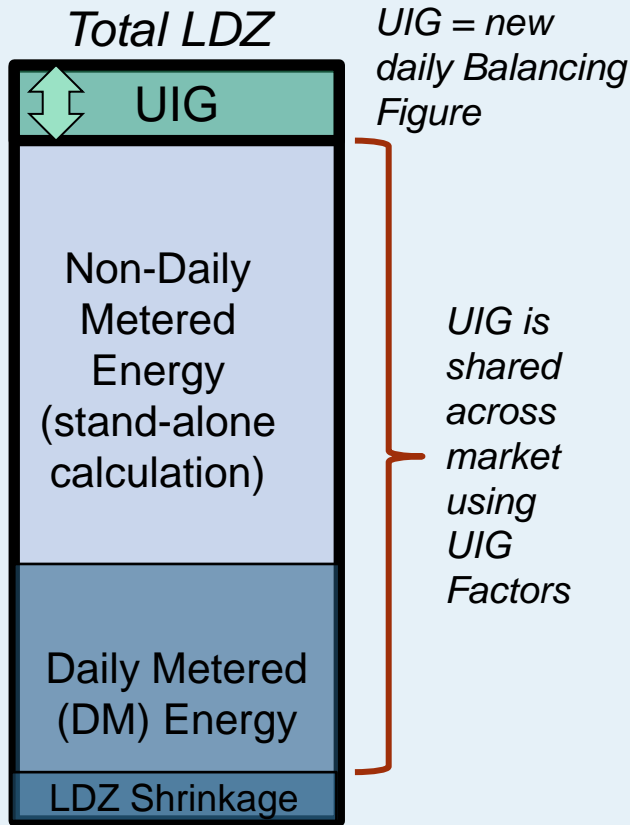 Total LDZ
UIG = new
daily Balancing
Figure
UIG
Non-Daily
Metered
Energy
(stand-alone
calculation)
UIG is
shared
across
market
using
UIG
Factors
Daily Metered
(DM) Energy
LDZ Shrinkage